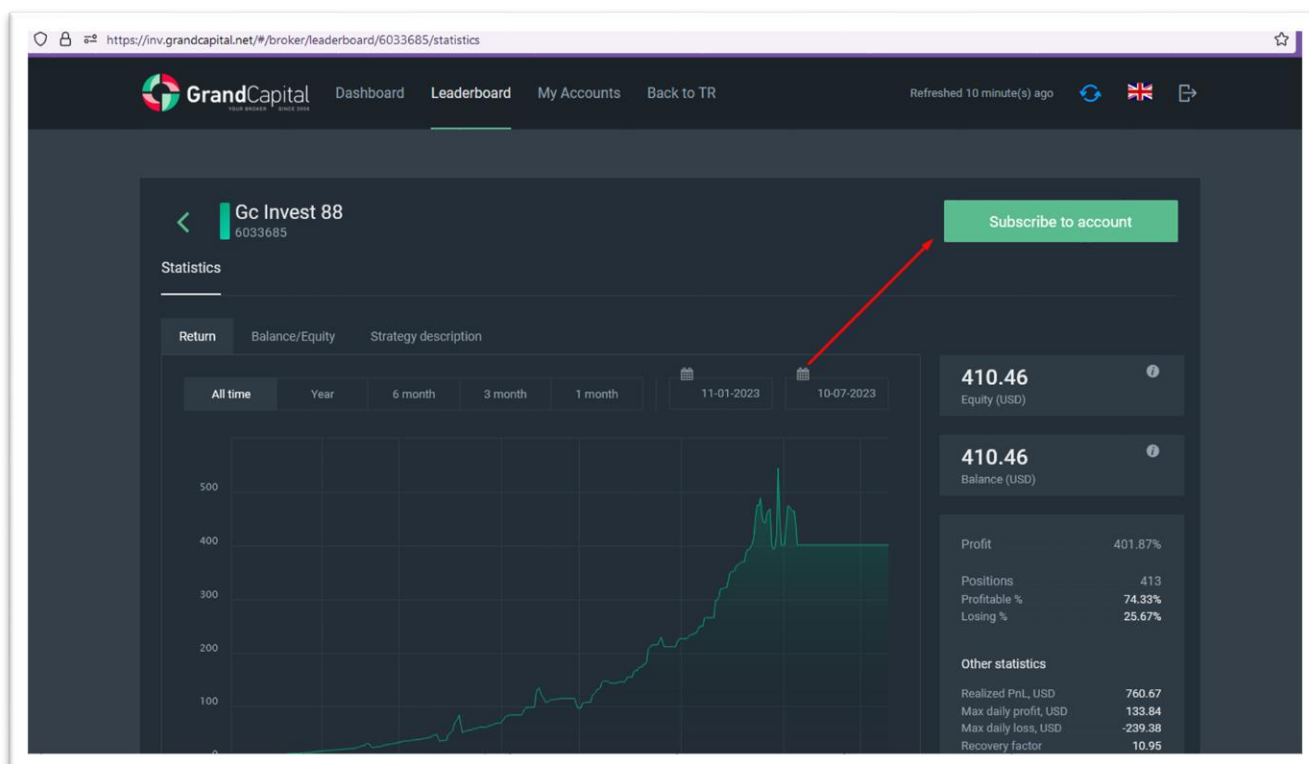 https://inv.grandcapital.net/#/broker/leaderboard/6033685/statistics
GrandCapital Dashboard Leaderboard My Accounts Back to TR Refreshed 10 minute(s) ago
YOUR BROKER SINCE 2006
Gc Invest 88
6033685
Subscribe to account
Statistics
Return Balance/Equity Strategy description
All time Year 6 month 3 month 1 month 11-01-2023 10-07-2023
410.46
Equity (USD)
410.46
Balance (USD)
500
400
300
200
100
0
Profit 401.87%
Positions 413
Profitable % 74.33%
Losing % 25.67%
Other statistics
Realized PnL, USD 760.67
Max daily profit, USD 133.84
Max daily loss, USD -239.38
Recovery factor 10.95